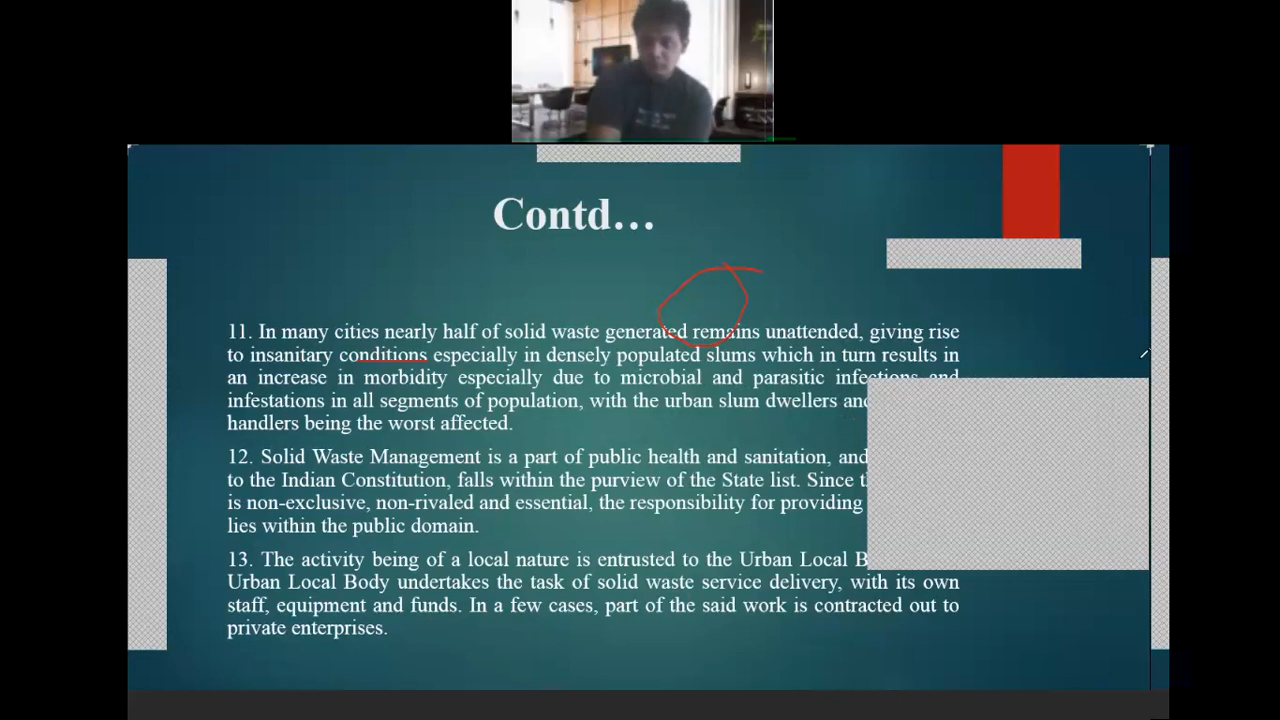 Contd…
11. In many cities nearly half of solid waste generated remains unattended, giving rise
to insanitary conditions especially in densely populated slums which in turn results in
an increase in morbidity especially due to microbial and parasitic infections and
infestations in all segments of population, with the urban slum dwellers and
handlers being the worst affected.
12. Solid Waste Management is a part of public health and sanitation, and
to the Indian Constitution, falls within the purview of the State list. Since
is non-exclusive, non-rivaled and essential, the responsibility for providing
lies within the public domain.
13. The activity being of a local nature is entrusted to the Urban Local
Urban Local Body undertakes the task of solid waste service delivery, with its own
staff, equipment and funds. In a few cases, part of the said work is contracted out to
private enterprises.